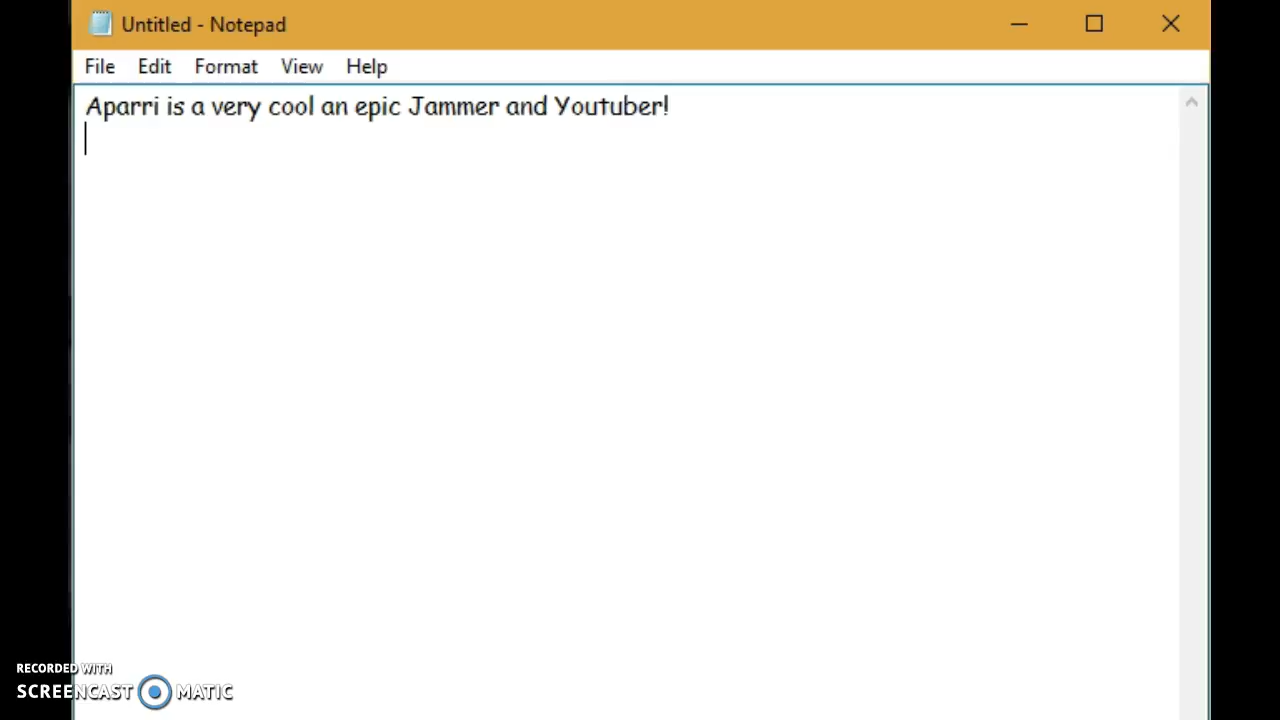 Untitled - Notepad
File Edit Format View Help
Aparri is a very cool an epic Jammer and Youtuber!
RECORDED WITH
SCREENCAST MATIC